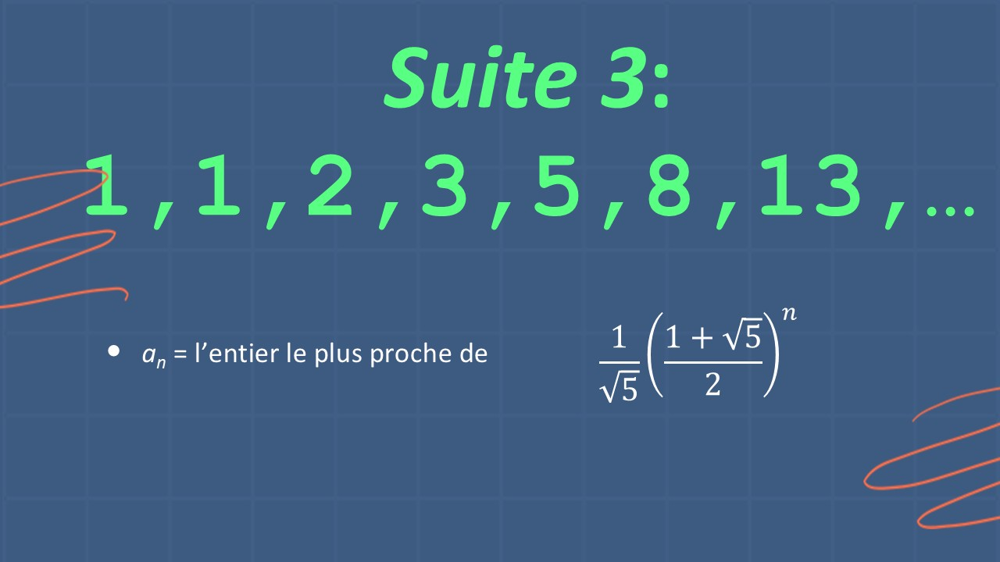 Suite 3:
1,1,2,3,5,8,13,…
• aₙ = l’entier le plus proche de 1/√5 ((1 + √5)/2)ⁿ